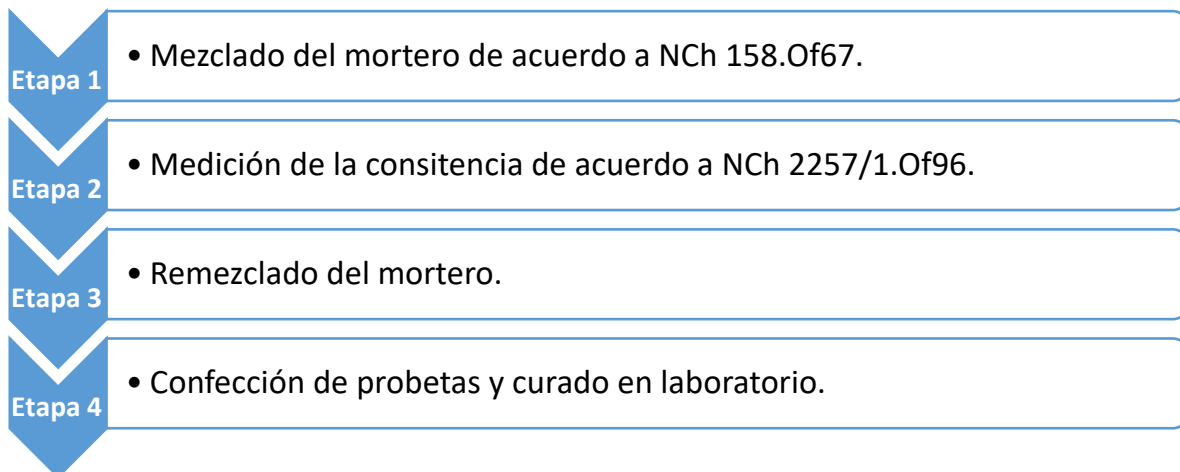 Etapa 1
• Mezclado del mortero de acuerdo a NCh 158.Of67.
Etapa 2
• Medición de la consitencia de acuerdo a NCh 2257/1.Of96.
Etapa 3
• Remezclado del mortero.
Etapa 4
• Confección de probetas y curado en laboratorio.